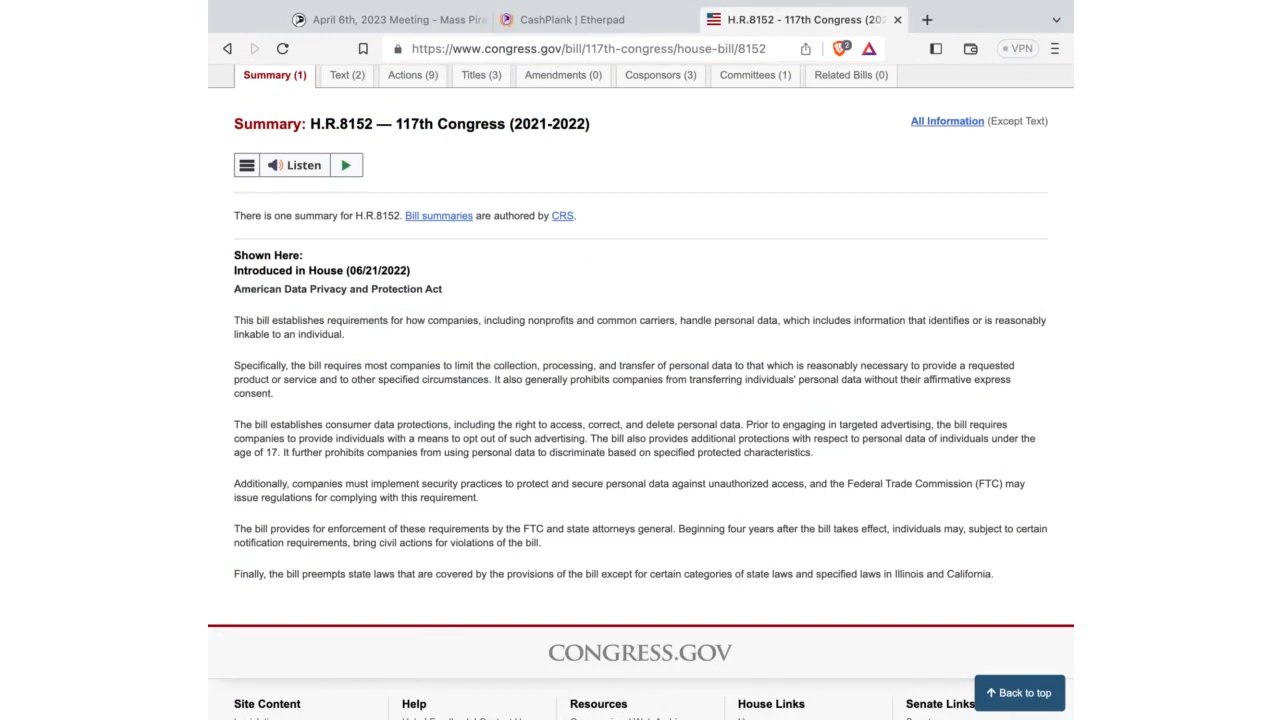 April 6th, 2023 Meeting - Mass Pira
CashPlank | Etherpad
H.R.8152 - 117th Congress (202
https://www.congress.gov/bill/117th-congress/house-bill/8152
2
VPN
Summary (1)
Text (2)
Actions (9)
Titles (3)
Amendments (0)
Cosponsors (3)
Committees (1)
Related Bills (0)
Summary: H.R.8152 — 117th Congress (2021-2022)
All Information (Except Text)
Listen
There is one summary for H.R.8152. Bill summaries are authored by CRS.
Shown Here:
Introduced in House (06/21/2022)
American Data Privacy and Protection Act
This bill establishes requirements for how companies, including nonprofits and common carriers, handle personal data, which includes information that identifies or is reasonably
linkable to an individual.
Specifically, the bill requires most companies to limit the collection, processing, and transfer of personal data to that which is reasonably necessary to provide a requested
product or service and to other specified circumstances. It also generally prohibits companies from transferring individuals' personal data without their affirmative express
consent.
The bill establishes consumer data protections, including the right to access, correct, and delete personal data. Prior to engaging in targeted advertising, the bill requires
companies to provide individuals with a means to opt out of such advertising. The bill also provides additional protections with respect to personal data of individuals under the
age of 17. It further prohibits companies from using personal data to discriminate based on specified protected characteristics.
Additionally, companies must implement security practices to protect and secure personal data against unauthorized access, and the Federal Trade Commission (FTC) may
issue regulations for complying with this requirement.
The bill provides for enforcement of these requirements by the FTC and state attorneys general. Beginning four years after the bill takes effect, individuals may, subject to certain
notification requirements, bring civil actions for violations of the bill.
Finally, the bill preempts state laws that are covered by the provisions of the bill except for certain categories of state laws and specified laws in Illinois and California.
CONGRESS.GOV
Back to top
Site Content
Help
Resources
House Links
Senate Links